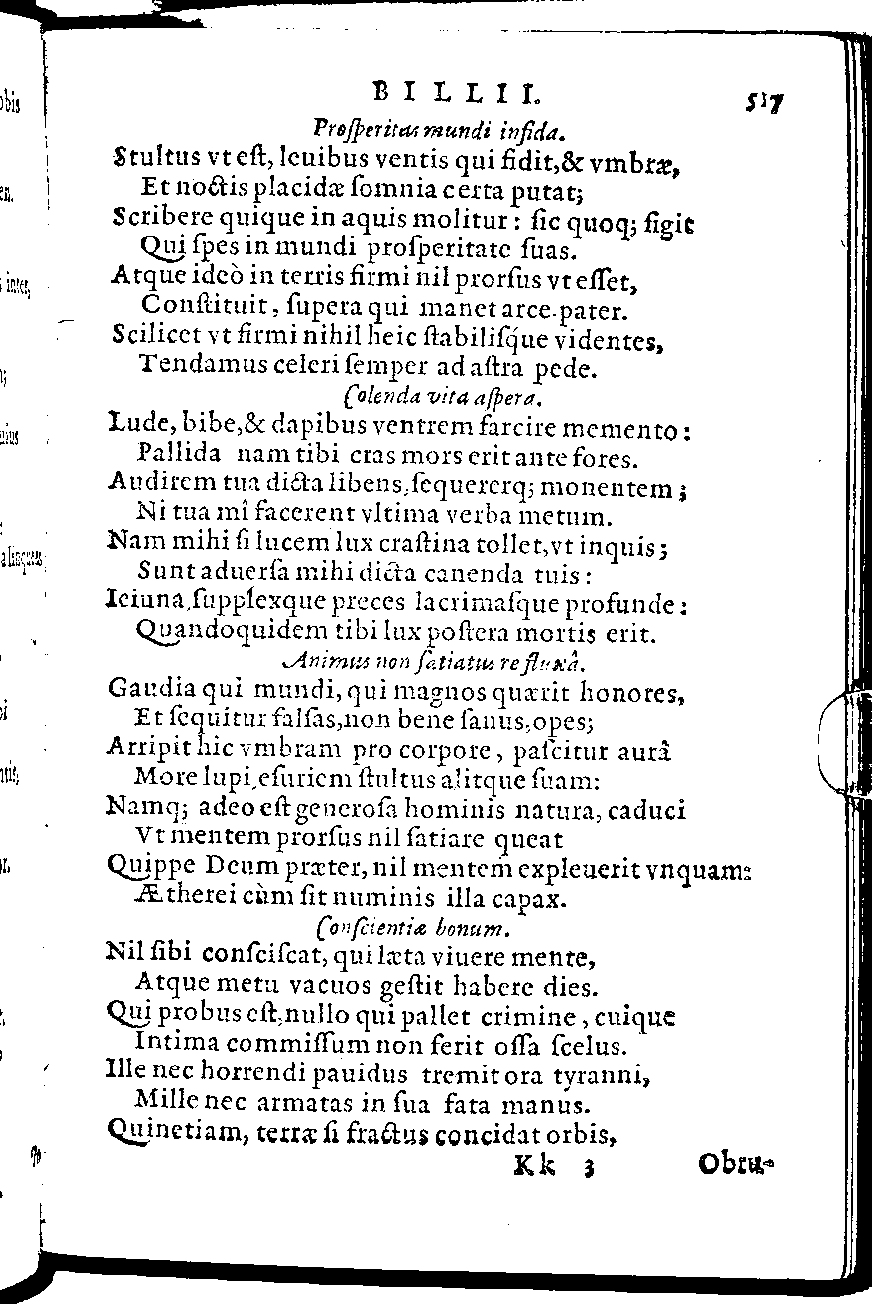 BILLII. 517
Prosperitas mundi infida.
Stultus vt est, leuibus ventis qui fidit,& vmbræ,
Et noctis placidæ somnia certa putat;
Scribere quique in aquis molitur: sic quoq; figit
Qui spes in mundi prosperitate suas.
Atque ideò in terris firmi nil prorsus vt esset,
Constituit, supera qui manet arce pater.
Scilicet vt firmi nihil heic stabilisq́ue videntes,
Tendamus celeri semper ad astra pede.
Colenda vita aspera.
Lude, bibe,& dapibus ventrem farcire memento:
Pallida nam tibi cras mors erit ante fores.
Audirem tua dicta libens, sequererq; monentem;
Ni tua mî facerent vltima verba metum.
Nam mihi si lucem lux crastina tollet, vt inquis;
Sunt aduersa mihi dicta canenda tuis:
Ieiuna, supplexque preces lacrimasque profunde:
Quandoquidem tibi lux postera mortis erit.
Animus non satiatus re fluxâ.
Gaudia qui mundi, qui magnos quærit honores,
Et sequitur falsas, non bene sanus, opes;
Arripit hic vmbram pro corpore, pascitur aurâ
More lupi, esuriem stultus alitque suam:
Namq; adeo est generosa hominis natura, caduci
Vt mentem prorsus nil satiare queat
Quippe Deum præter, nil mentem expleuerit vnquam:
Ætherei cùm sit numinis illa capax.
Conscientiæ bonum.
Nil sibi consciscat, qui læta viuere mente,
Atque metu vacuos gestit habere dies.
Qui probus est, nullo qui pallet crimine, cuique
Intima commissum non ferit ossa scelus.
Ille nec horrendi pauidus tremit ora tyranni,
Mille nec armatas in sua fata manus.
Quinetiam, terræ si fractus concidat orbis,
Kk 3 Obru-